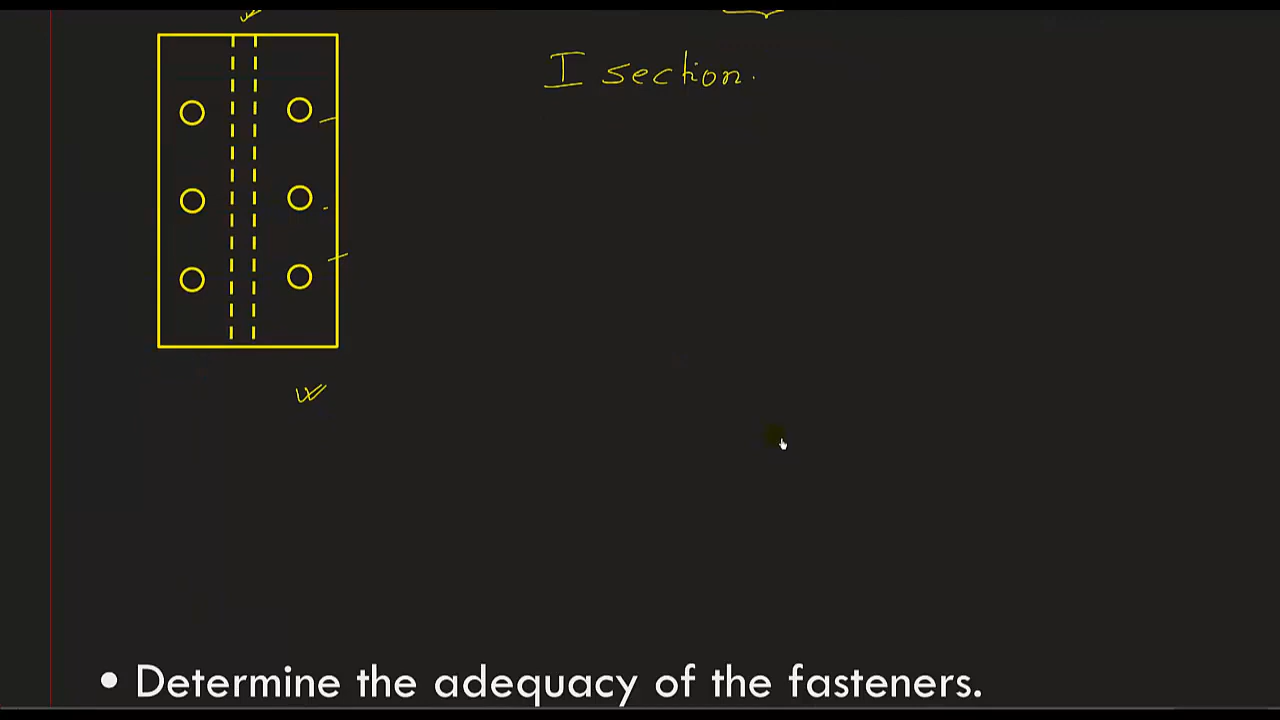 I section.
• Determine the adequacy of the fasteners.